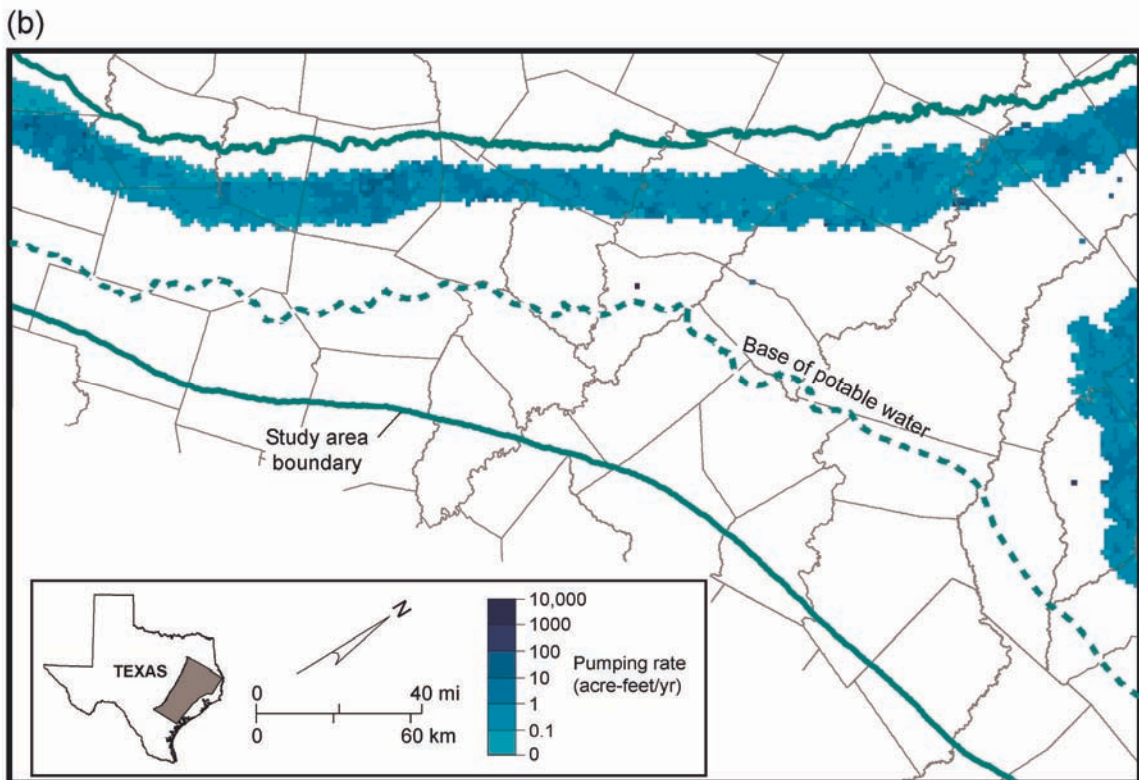 (b)
Base of potable water
Study area
boundary
TEXAS
N
0 40 mi
0 60 km
10,000
1000
100
10
1
0.1
0
Pumping rate
(acre-feet/yr)